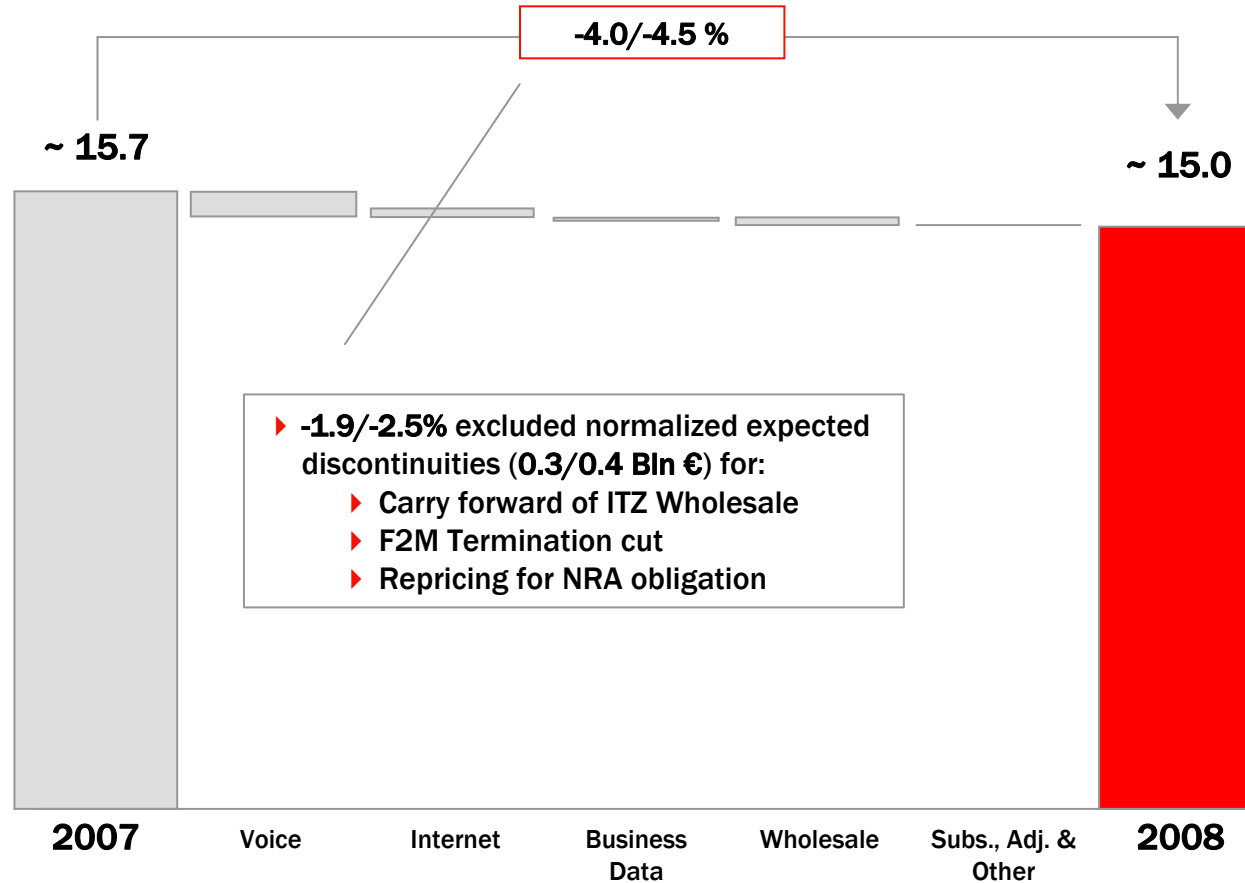 -4.0/-4.5 %
~ 15.7
~ 15.0
-1.9/-2.5% excluded normalized expected
discontinuities (0.3/0.4 Bln €) for:
Carry forward of ITZ Wholesale
F2M Termination cut
Repricing for NRA obligation
2007
Voice
Internet
Business
Data
Wholesale
Subs., Adj. &
Other
2008